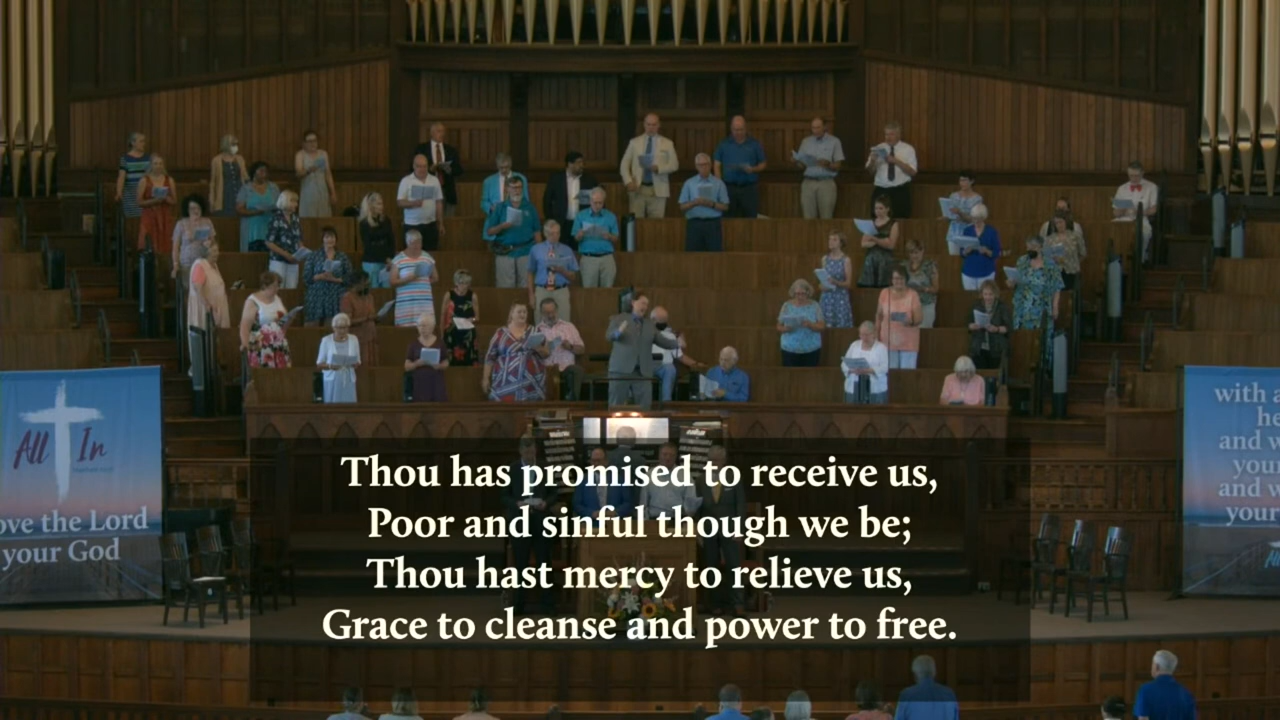 All In
ove the Lord
your God
with a
he
and w
your
and w
your
Thou has promised to receive us,
Poor and sinful though we be;
Thou hast mercy to relieve us,
Grace to cleanse and power to free.